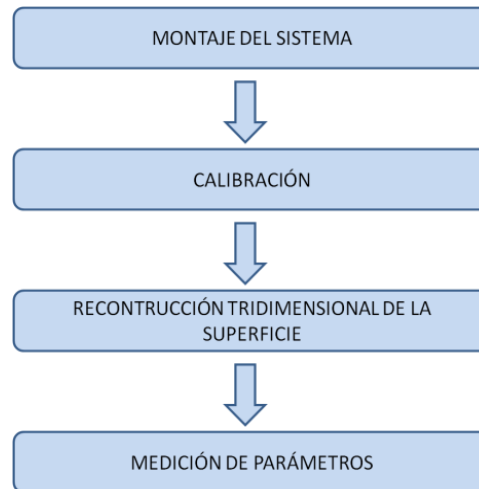 MONTAJE DEL SISTEMA
CALIBRACIÓN
RECONTRUCCIÓN TRIDIMENSIONAL DE LA
SUPERFICIE
MEDICIÓN DE PARÁMETROS